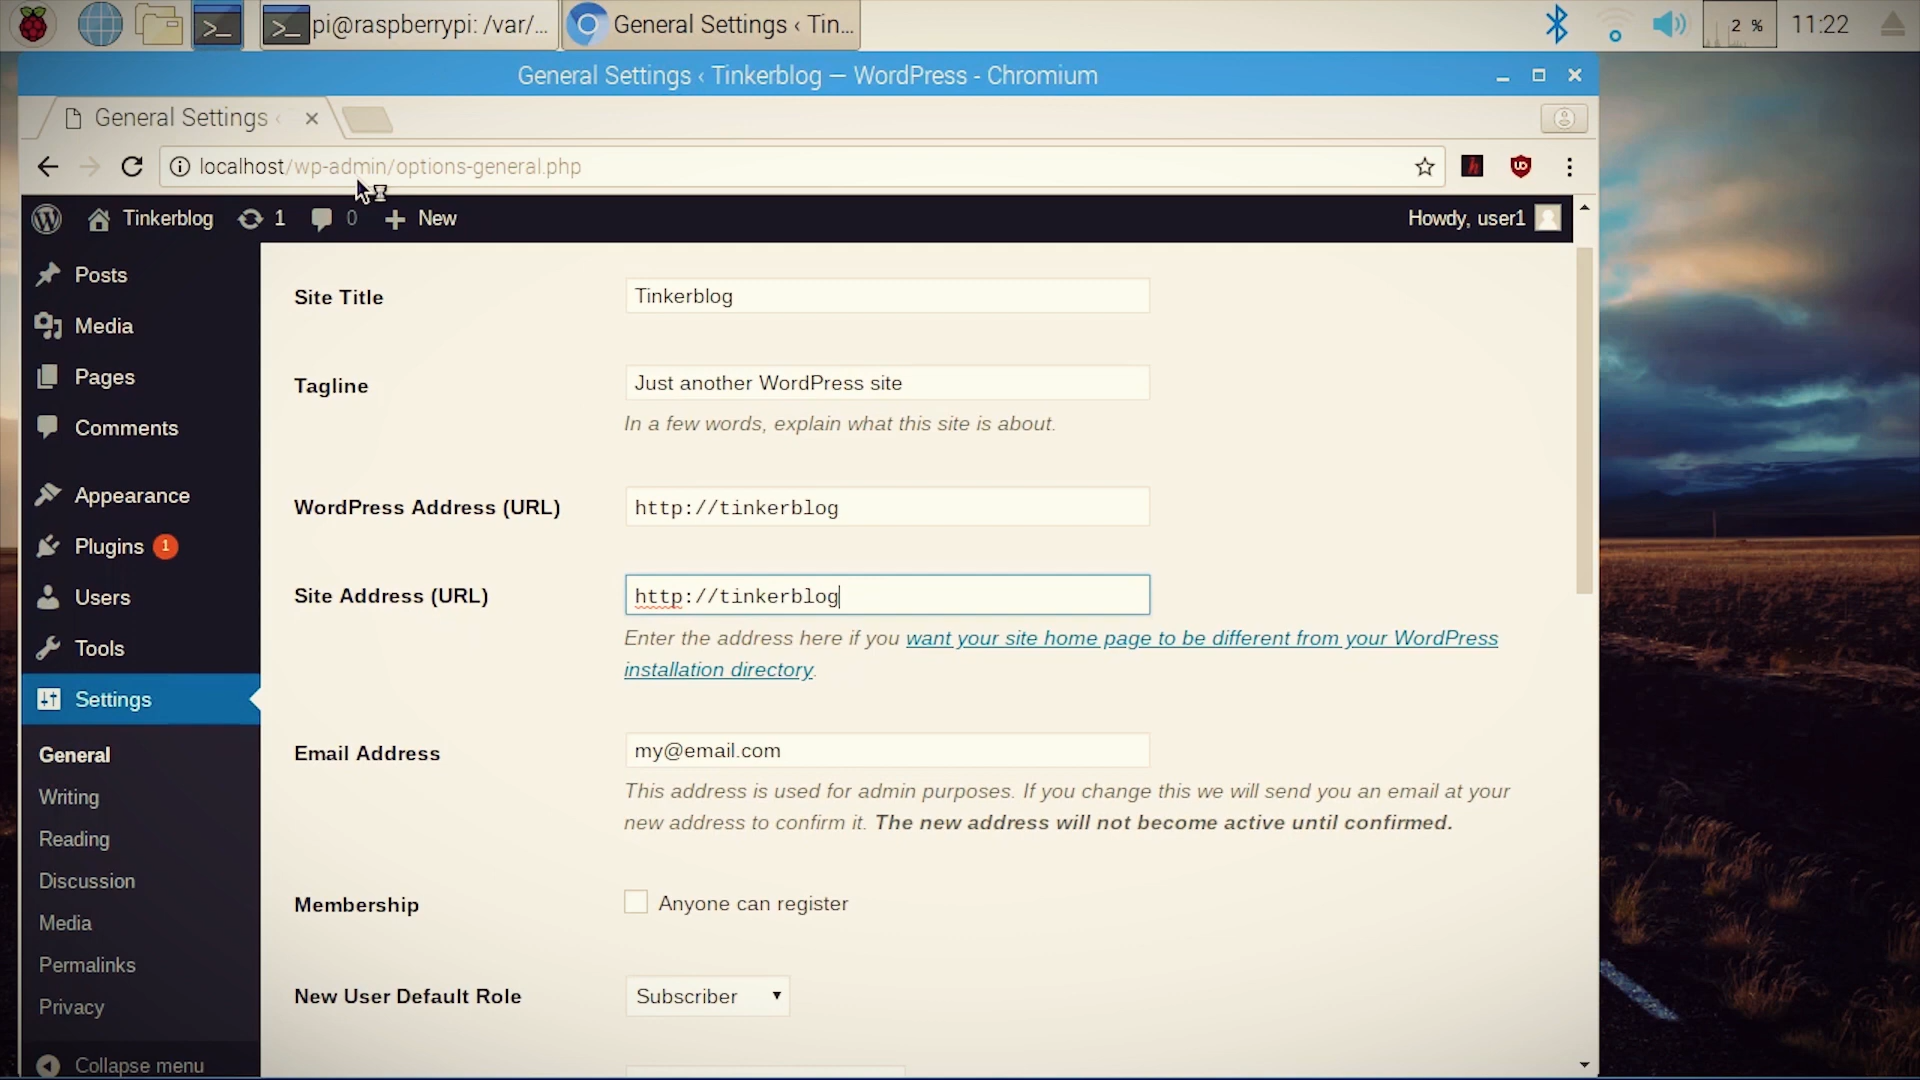 pi@raspberrypi: /var/...
General Settings ‹ Tin...
2 %
11:22
General Settings ‹ Tinkerblog — WordPress - Chromium
General Settings ‹
localhost/wp-admin/options-general.php
Tinkerblog
1
0
New
Howdy, user1
Posts
Media
Pages
Comments
Appearance
Plugins 1
Users
Tools
Settings
General
Writing
Reading
Discussion
Media
Permalinks
Privacy
Collapse menu
Site Title
Tinkerblog
Tagline
Just another WordPress site
In a few words, explain what this site is about.
WordPress Address (URL)
http://tinkerblog
Site Address (URL)
http://tinkerblog
Enter the address here if you want your site home page to be different from your WordPress
installation directory.
Email Address
my@email.com
This address is used for admin purposes. If you change this we will send you an email at your
new address to confirm it. The new address will not become active until confirmed.
Membership
Anyone can register
New User Default Role
Subscriber